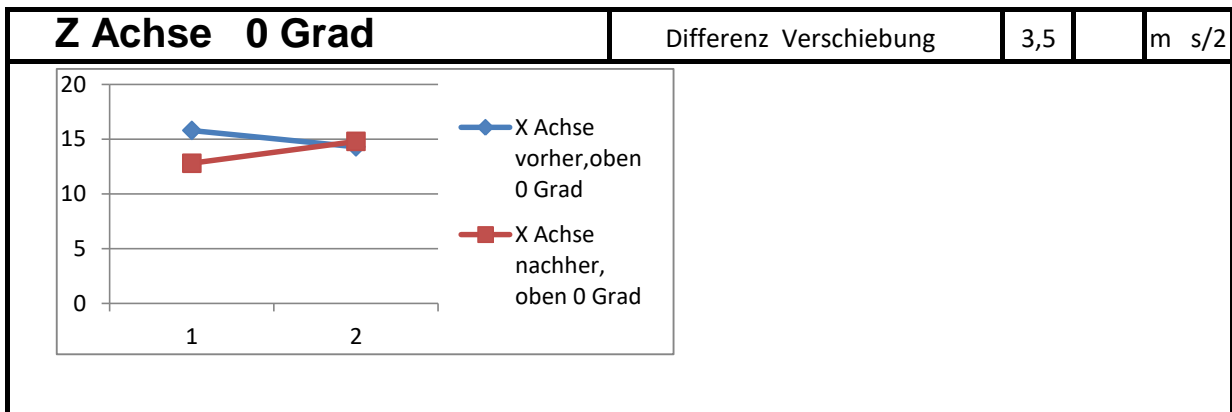 Z Achse 0 Grad
Differenz Verschiebung 3,5 m s/2
20
15
10
5
0
1 2
X Achse
vorher,oben
0 Grad
X Achse
nachher,
oben 0 Grad